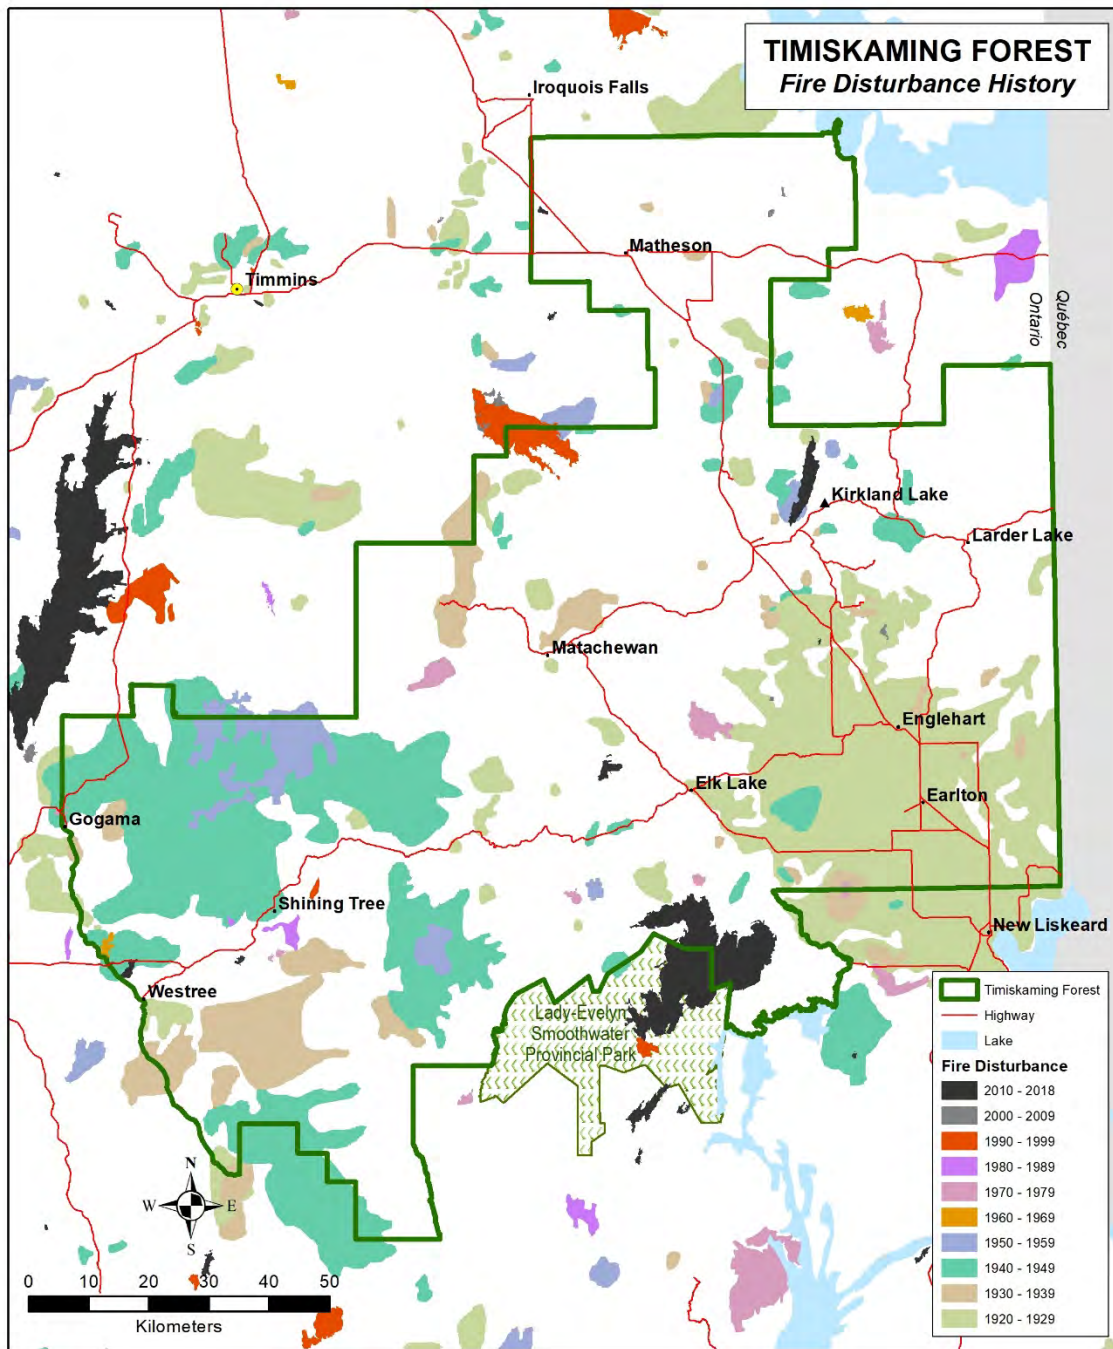 TIMISKAMING FOREST
Fire Disturbance History
Iroquois Falls
Matheson
Timmins
Québec
Ontario
Kirkland Lake
Larder Lake
Matachewan
Englehart
Elk Lake
Earlton
Gogama
Shining Tree
New Liskeard
Westree
Lady-Evelyn
Smoothwater
Provincial Park
Timiskaming Forest
Highway
Lake
Fire Disturbance
2010 - 2018
2000 - 2009
1990 - 1999
1980 - 1989
1970 - 1979
1960 - 1969
1950 - 1959
1940 - 1949
1930 - 1939
1920 - 1929
N
W E
S
0 10 20 30 40 50
Kilometers